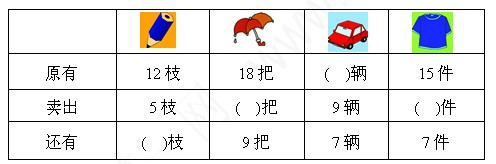 原有 12枝 18把 ( )辆 15件
卖出 5枝 ( )把 9辆 ( )件
还有 ( )枝 9把 7辆 7件